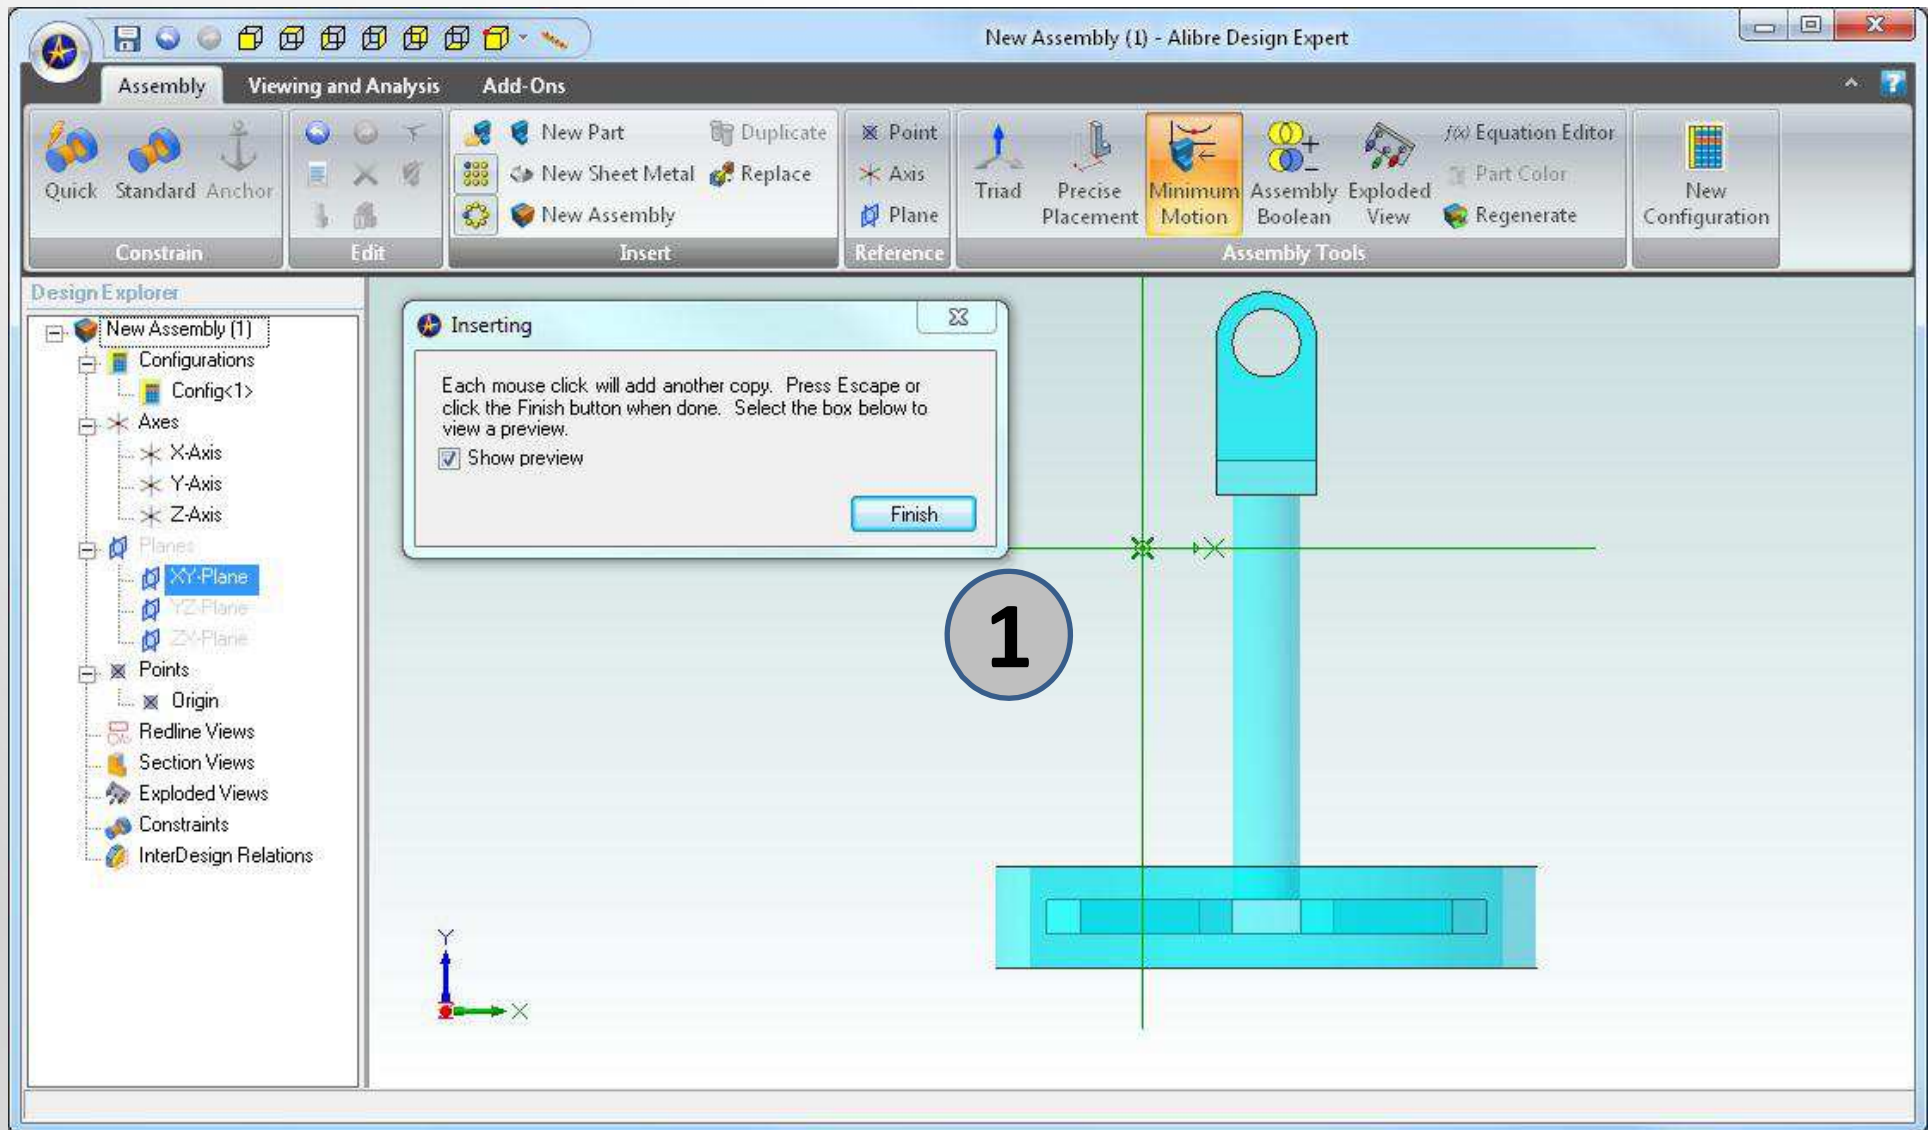 New Assembly (1) - Alibre Design Expert
Assembly Viewing and Analysis Add-Ons
Quick Standard Anchor
Constrain
Edit
New Part Duplicate
New Sheet Metal Replace
New Assembly
Insert
Point
Axis
Plane
Reference
Triad
Precise Placement
Minimum Motion
Assembly Boolean
Exploded View
f(x) Equation Editor
Part Color
Regenerate
Assembly Tools
New Configuration
Design Explorer
New Assembly (1)
Configurations
Config<1>
Axes
X-Axis
Y-Axis
Z-Axis
Planes
XY-Plane
YZ-Plane
ZX-Plane
Points
Origin
Redline Views
Section Views
Exploded Views
Constraints
InterDesign Relations
Inserting
Each mouse click will add another copy. Press Escape or
click the Finish button when done. Select the box below to
view a preview.
Show preview
Finish
X
1
Y
X